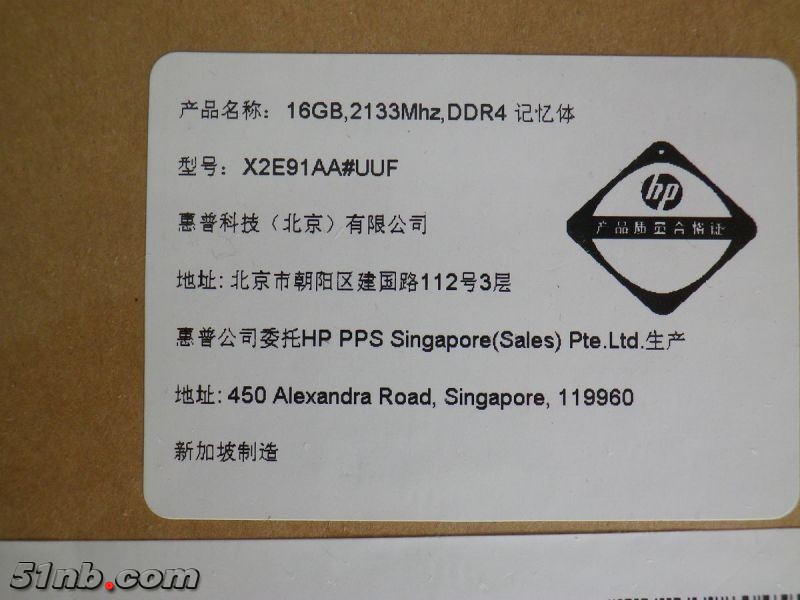 产品名称: 16GB,2133Mhz,DDR4 记忆体
型号: X2E91AA#UUF
hp
产品质量合格证
惠普科技（北京）有限公司
地址: 北京市朝阳区建国路112号3层
惠普公司委托HP PPS Singapore(Sales) Pte.Ltd.生产
地址: 450 Alexandra Road, Singapore, 119960
新加坡制造
51nb.com